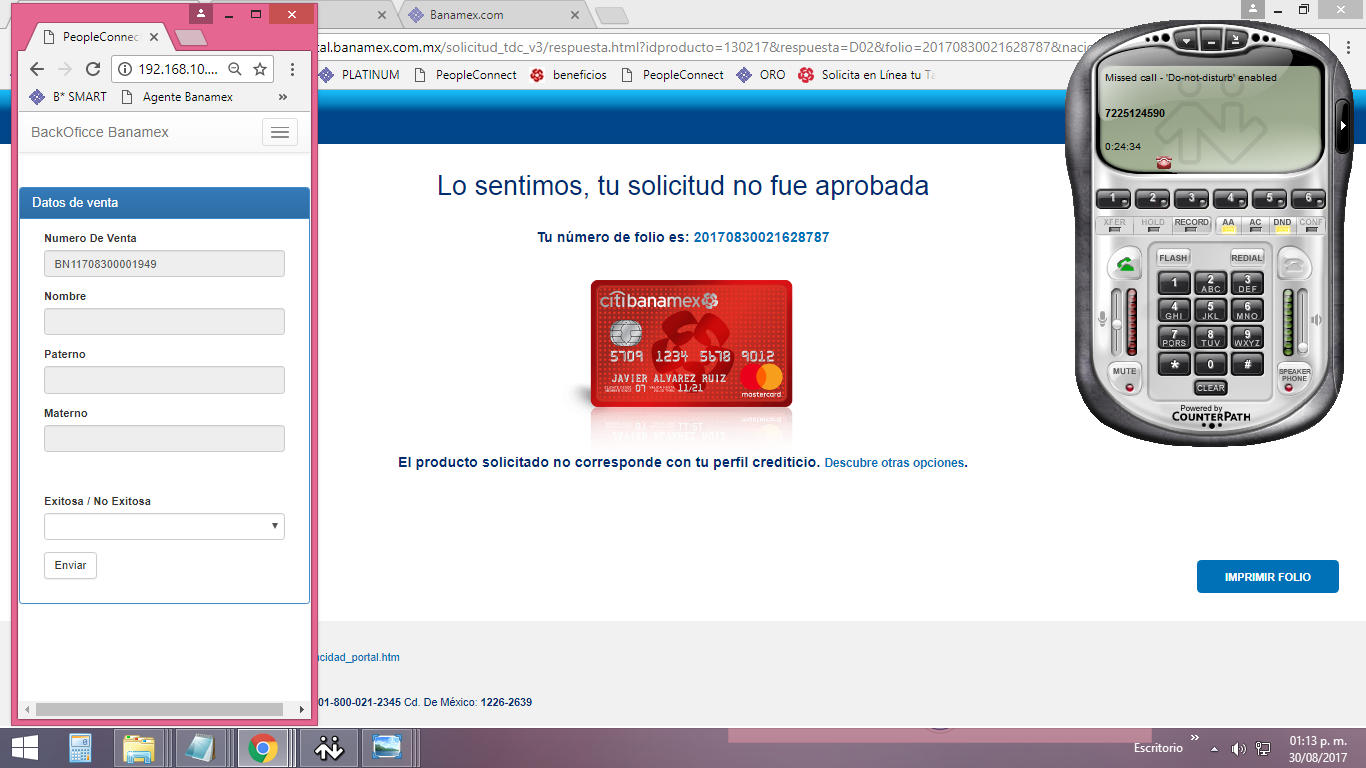 PeopleConnect
192.168.10....
B* SMART
Agente Banamex
»
BackOficce Banamex
Datos de venta
Numero De Venta
BN11708300001949
Nombre
Paterno
Materno
Exitosa / No Exitosa
Enviar
Banamex.com
tal.banamex.com.mx/solicitud_tdc_v3/respuesta.html?idproducto=130217&respuesta=D02&folio=20170830021628787&nacio
PLATINUM
PeopleConnect
beneficios
PeopleConnect
ORO
Solicita en Línea tu Ta
Lo sentimos, tu solicitud no fue aprobada
Tu número de folio es: 20170830021628787
citibanamex
5709 1234 5678 9012
JAVIER ALVAREZ RUIZ
07 11/21
mastercard
El producto solicitado no corresponde con tu perfil crediticio. Descubre otras opciones.
IMPRIMIR FOLIO
cidad_portal.htm
01-800-021-2345 Cd. De México: 1226-2639
Missed call - 'Do-not-disturb' enabled
7225124590
0:24:34
1 2 3 4 5 6
XFER HOLD RECORD AA AC DND CONF
FLASH REDIAL
1 2 ABC 3 DEF
4 GHI 5 JKL 6 MNO
7 PQRS 8 TUV 9 WXYZ
* 0 #
MUTE
CLEAR
SPEAKER PHONE
Powered by
COUNTERPATH
Escritorio »
01:13 p. m.
30/08/2017